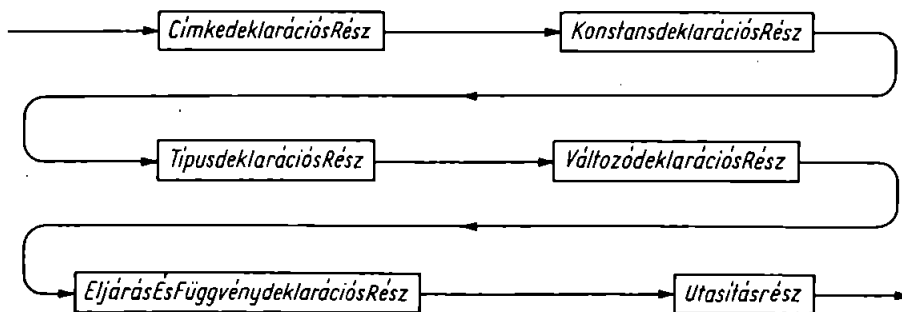 CímkedeklarációsRész
KonstansdeklarációsRész
TípusdeklarációsRész
VáltozódeklarációsRész
EljárásÉsFüggvénydeklarációsRész
Utasításrész